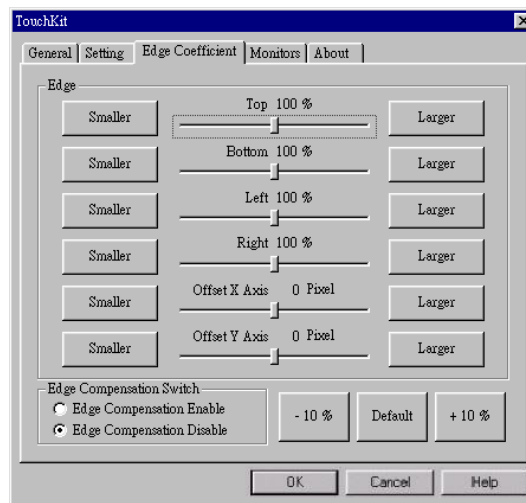 TouchKit
General Setting Edge Coefficient Monitors About
Edge
Top 100 %
Smaller Larger
Bottom 100 %
Smaller Larger
Left 100 %
Smaller Larger
Right 100 %
Smaller Larger
Offset X Axis 0 Pixel
Smaller Larger
Offset Y Axis 0 Pixel
Smaller Larger
Edge Compensation Switch
Edge Compensation Enable
Edge Compensation Disable
- 10 % Default + 10 %
OK Cancel Help